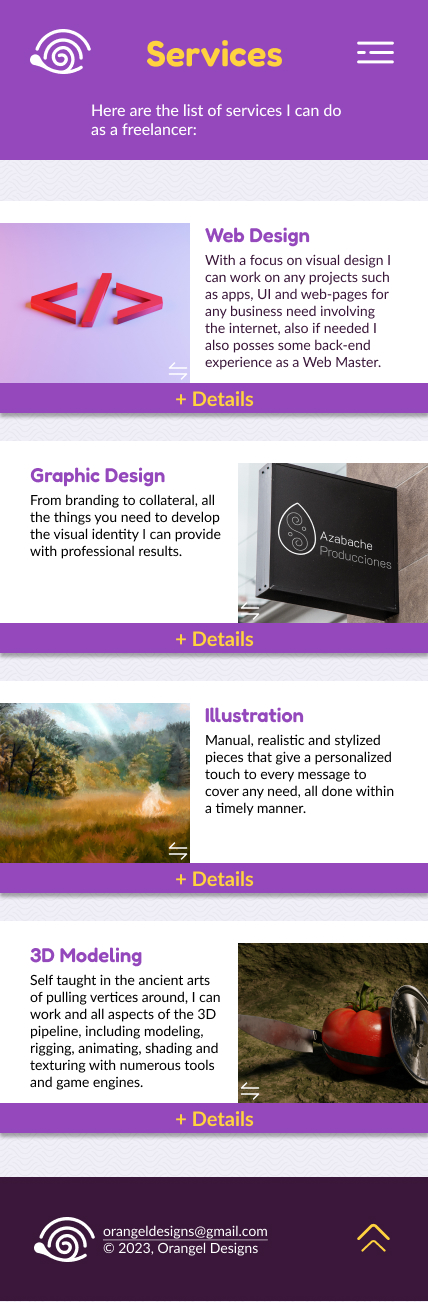 Services
Here are the list of services I can do
as a freelancer:
Web Design
With a focus on visual design I
can work on any projects such
as apps, UI and web-pages for
any business need involving
the internet, also if needed I
also posses some back-end
experience as a Web Master.
+ Details
Graphic Design
From branding to collateral, all
the things you need to develop
the visual identity I can provide
with professional results.
Azabache
Producciones
+ Details
Illustration
Manual, realistic and stylized
pieces that give a personalized
touch to every message to
cover any need, all done within
a timely manner.
+ Details
3D Modeling
Self taught in the ancient arts
of pulling vertices around, I can
work and all aspects of the 3D
pipeline, including modeling,
rigging, animating, shading and
texturing with numerous tools
and game engines.
+ Details
orangeldesigns@gmail.com
© 2023, Orangel Designs